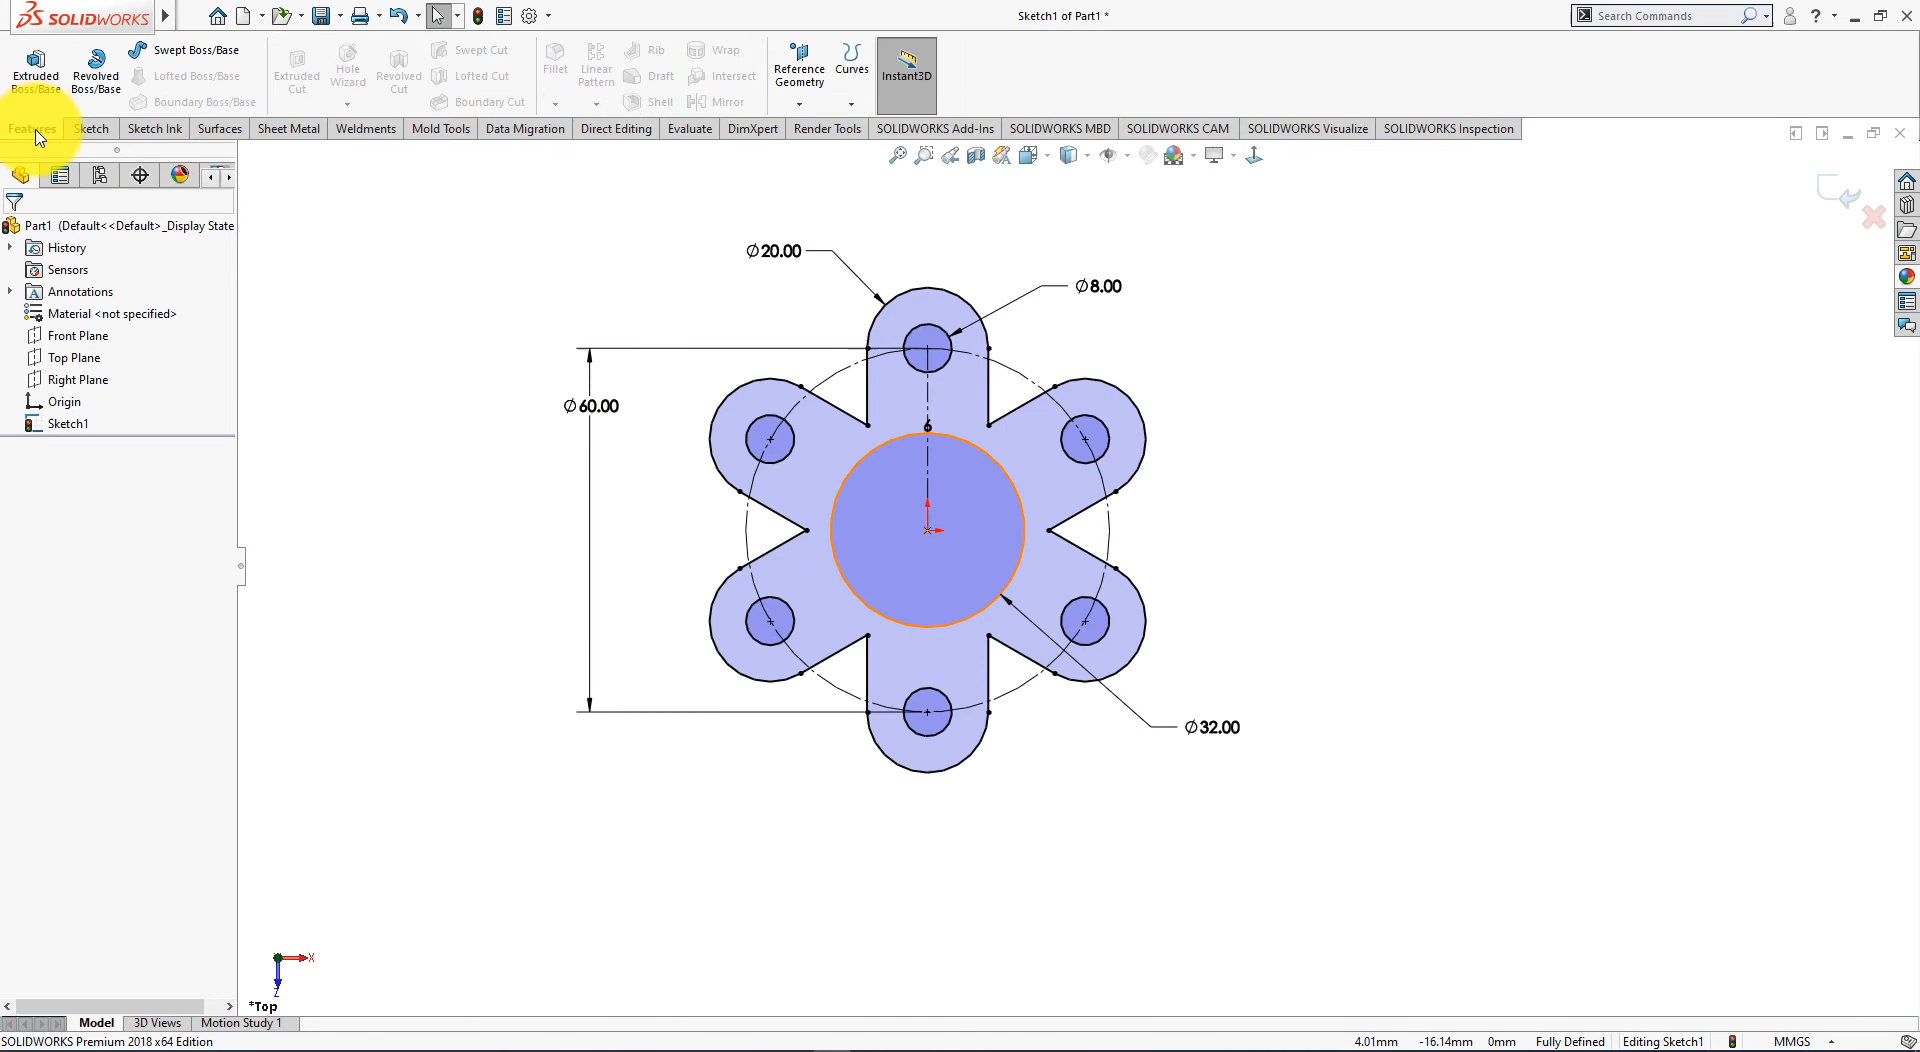 SOLIDWORKS
Sketch1 of Part1 *
Search Commands
Extruded Boss/Base
Revolved Boss/Base
Swept Boss/Base
Lofted Boss/Base
Boundary Boss/Base
Extruded Cut
Hole Wizard
Revolved Cut
Swept Cut
Lofted Cut
Boundary Cut
Fillet
Linear Pattern
Rib
Draft
Shell
Wrap
Intersect
Mirror
Reference Geometry
Curves
Instant3D
Features
Sketch
Sketch Ink
Surfaces
Sheet Metal
Weldments
Mold Tools
Data Migration
Direct Editing
Evaluate
DimXpert
Render Tools
SOLIDWORKS Add-Ins
SOLIDWORKS MBD
SOLIDWORKS CAM
SOLIDWORKS Visualize
SOLIDWORKS Inspection
Part1 (Default<<Default>_Display State
History
Sensors
Annotations
Material <not specified>
Front Plane
Top Plane
Right Plane
Origin
Sketch1
∅20.00
∅8.00
∅60.00
∅32.00
X
Z
*Top
Model
3D Views
Motion Study 1
SOLIDWORKS Premium 2018 x64 Edition
4.01mm
-16.14mm
0mm
Fully Defined
Editing Sketch1
MMGS